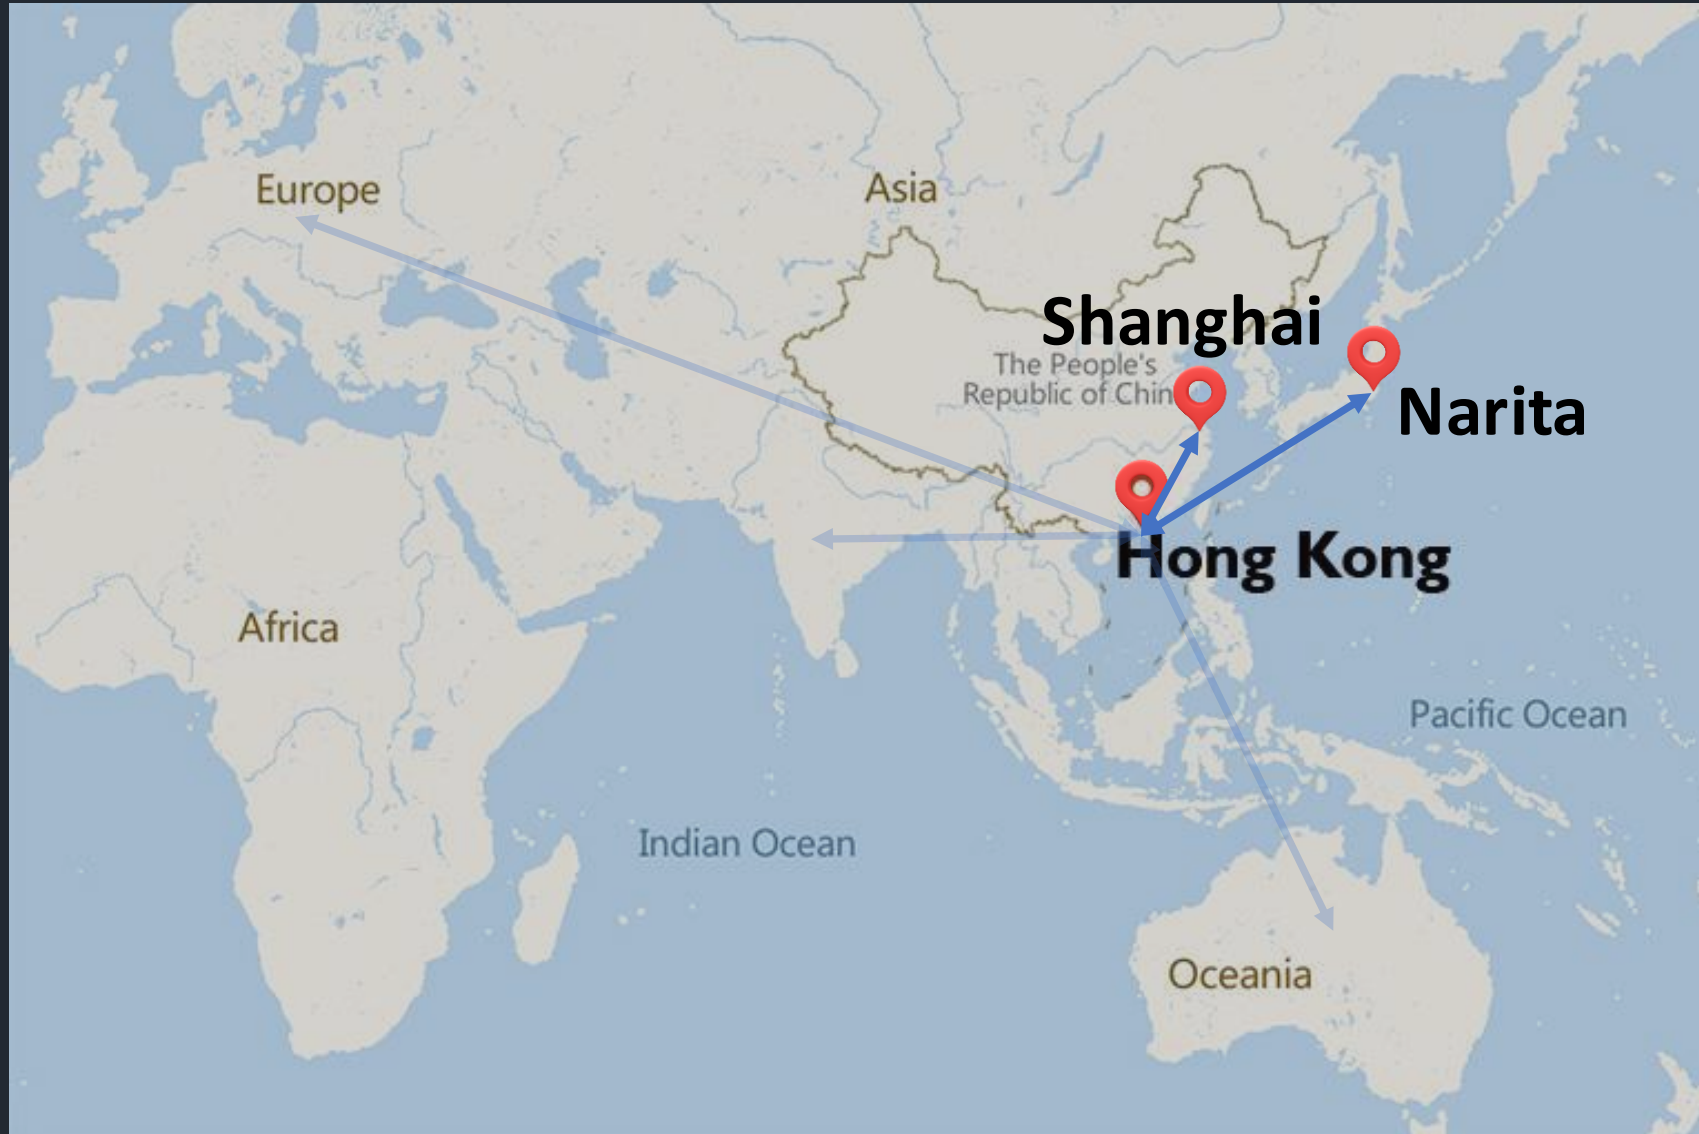 Europe
Asia
Shanghai
The People's
Republic of Chin
Narita
Hong Kong
Africa
Pacific Ocean
Indian Ocean
Oceania